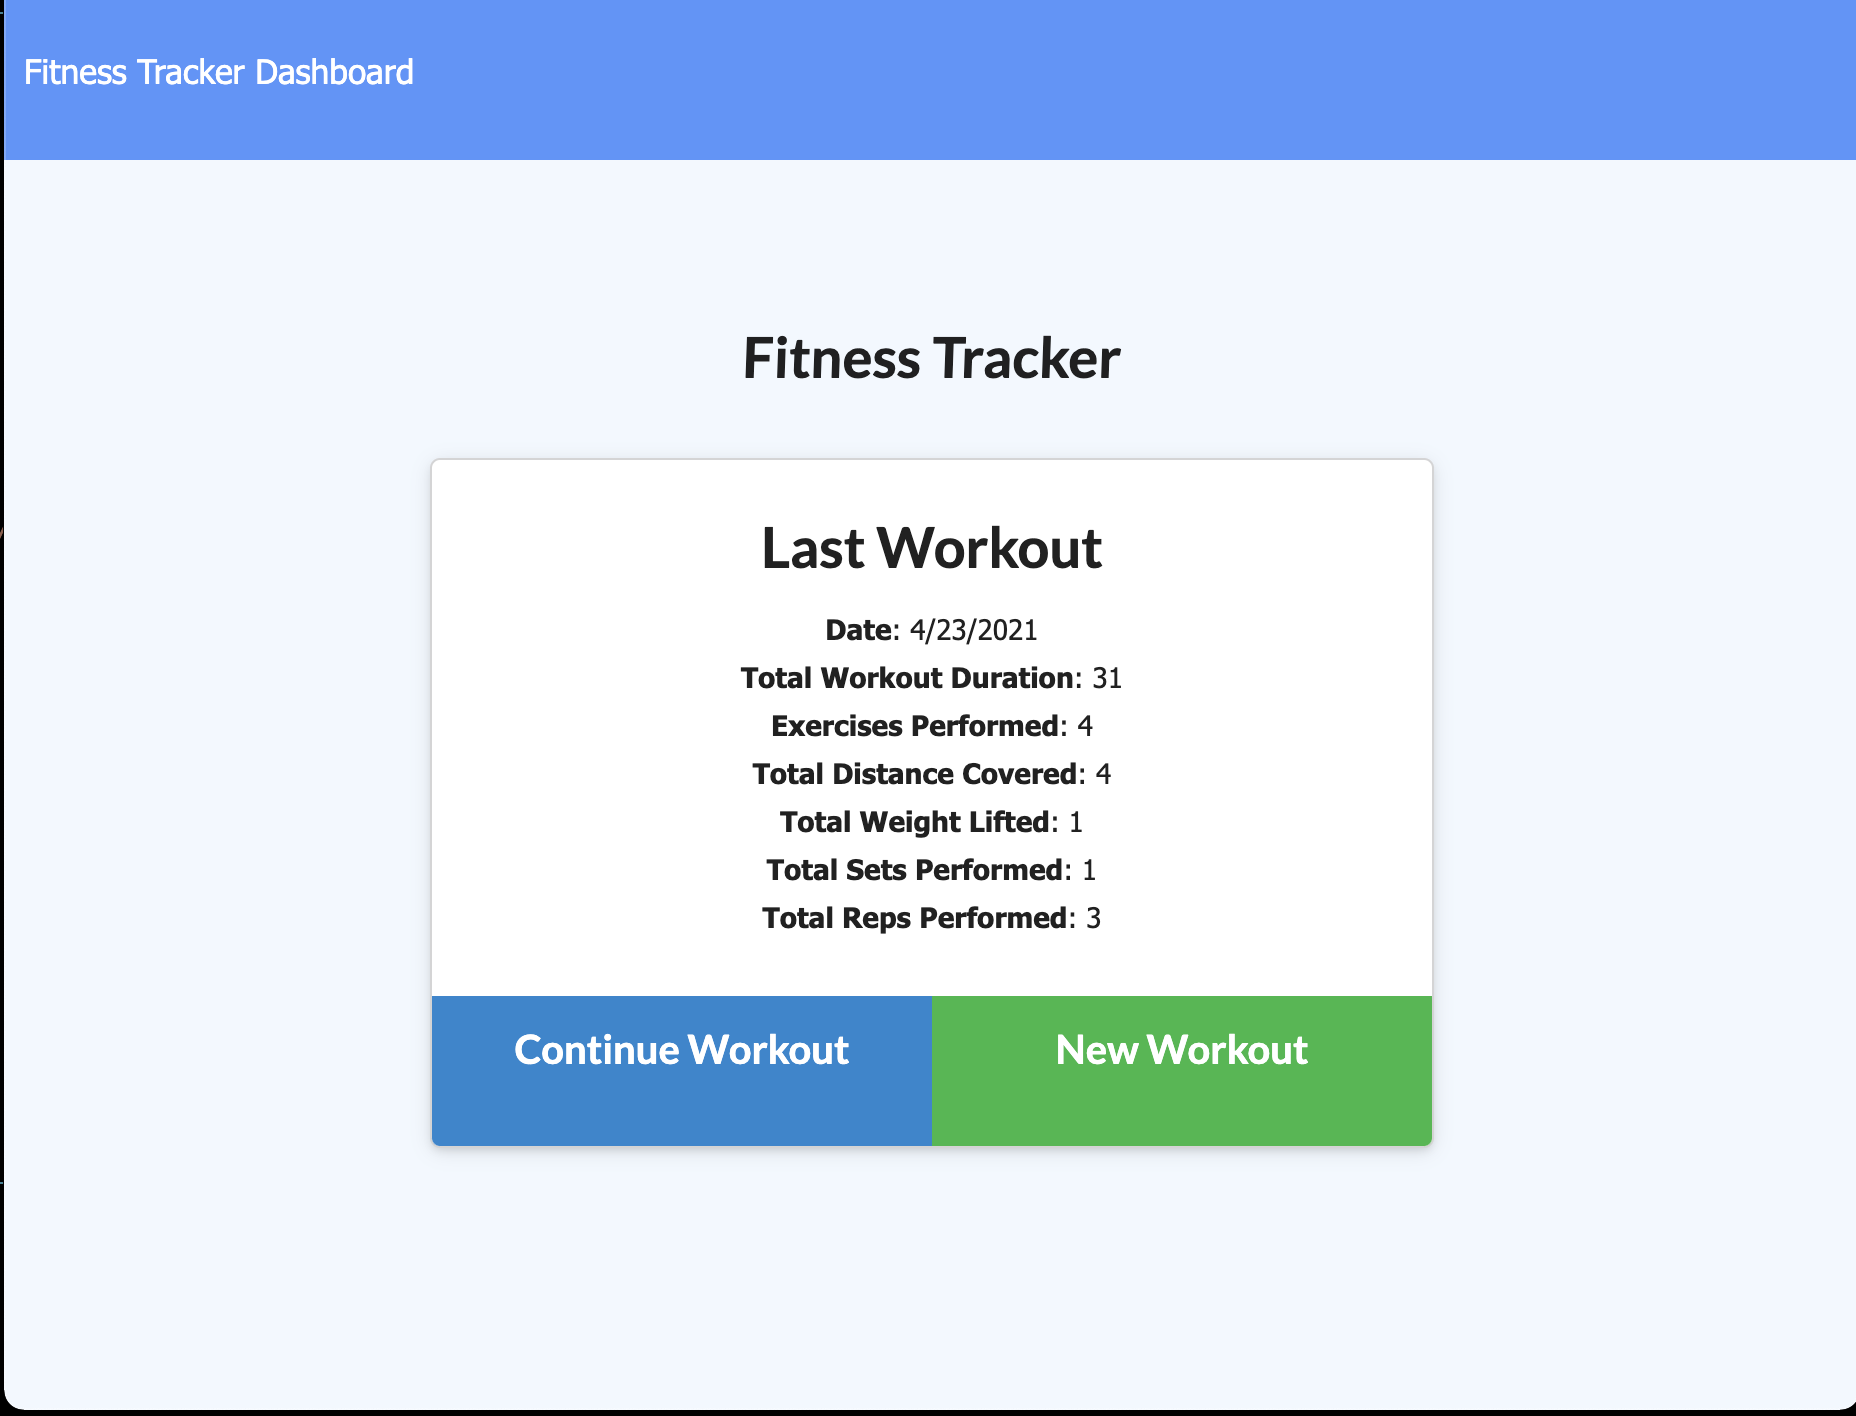 Fitness Tracker Dashboard
Fitness Tracker
Last Workout
Date: 4/23/2021
Total Workout Duration: 31
Exercises Performed: 4
Total Distance Covered: 4
Total Weight Lifted: 1
Total Sets Performed: 1
Total Reps Performed: 3
Continue Workout New Workout